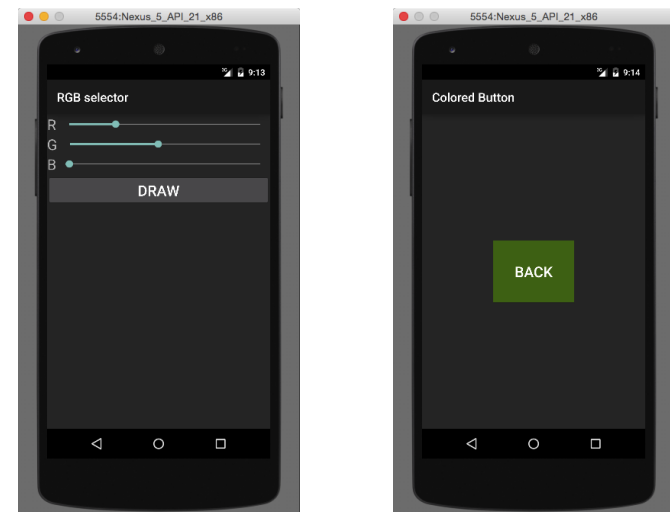 5554:Nexus_5_API_21_x86
9:13
RGB selector
R
G
B
DRAW
5554:Nexus_5_API_21_x86
9:14
Colored Button
BACK